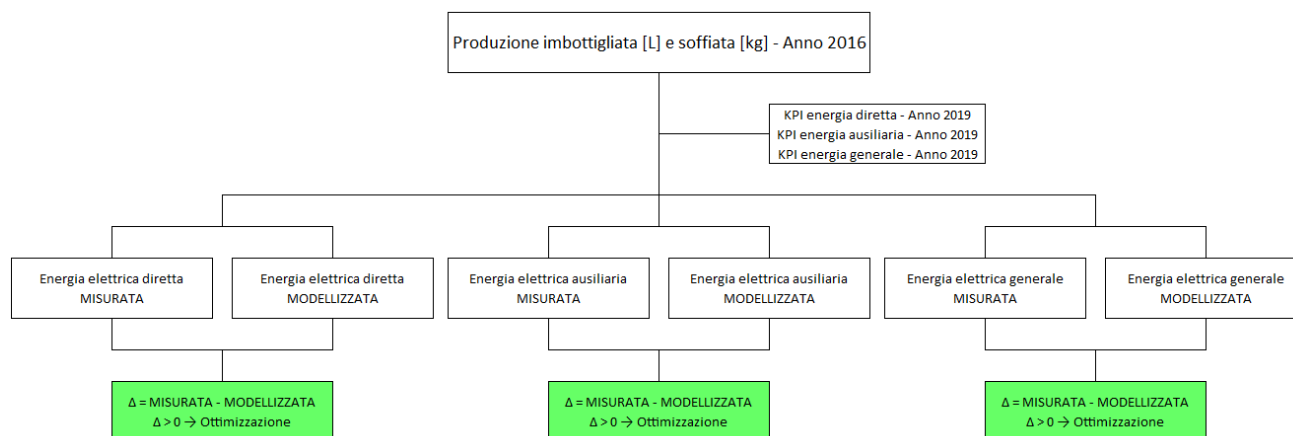 Produzione imbottigliata [L] e soffiata [kg] - Anno 2016
KPI energia diretta - Anno 2019
KPI energia ausiliaria - Anno 2019
KPI energia generale - Anno 2019
Energia elettrica diretta
MISURATA
Energia elettrica diretta
MODELLIZZATA
Energia elettrica ausiliaria
MISURATA
Energia elettrica ausiliaria
MODELLIZZATA
Energia elettrica generale
MISURATA
Energia elettrica generale
MODELLIZZATA
Δ = MISURATA - MODELLIZZATA
Δ > 0 → Ottimizzazione
Δ = MISURATA - MODELLIZZATA
Δ > 0 → Ottimizzazione
Δ = MISURATA - MODELLIZZATA
Δ > 0 → Ottimizzazione